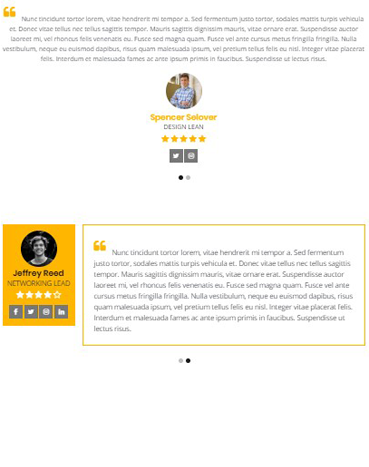 Nunc tincidunt tortor lorem, vitae hendrerit mi tempor a. Sed fermentum justo tortor, sodales mattis turpis vehicula
et. Donec vitae tellus nec tellus sagittis tempor. Mauris sagittis dignissim mauris, vitae ornare erat. Suspendisse auctor
laoreet mi, vel rhoncus felis venenatis eu. Fusce sed magna quam. Fusce vel ante cursus metus fringilla fringilla. Nulla
vestibulum, neque eu euismod dapibus, risus quam malesuada ipsum, vel pretium tellus felis eu nisl. Integer vitae placerat
felis. Interdum et malesuada fames ac ante ipsum primis in faucibus. Suspendisse ut lectus risus.
Spencer Selover
DESIGN LEAN
Jeffrey Reed
NETWORKING LEAD
Nunc tincidunt tortor lorem, vitae hendrerit mi tempor a. Sed fermentum
justo tortor, sodales mattis turpis vehicula et. Donec vitae tellus nec tellus sagittis
tempor. Mauris sagittis dignissim mauris, vitae ornare erat. Suspendisse auctor
laoreet mi, vel rhoncus felis venenatis eu. Fusce sed magna quam. Fusce vel ante
cursus metus fringilla fringilla. Nulla vestibulum, neque eu euismod dapibus, risus
quam malesuada ipsum, vel pretium tellus felis eu nisl. Integer vitae placerat felis.
Interdum et malesuada fames ac ante ipsum primis in faucibus. Suspendisse ut
lectus risus.